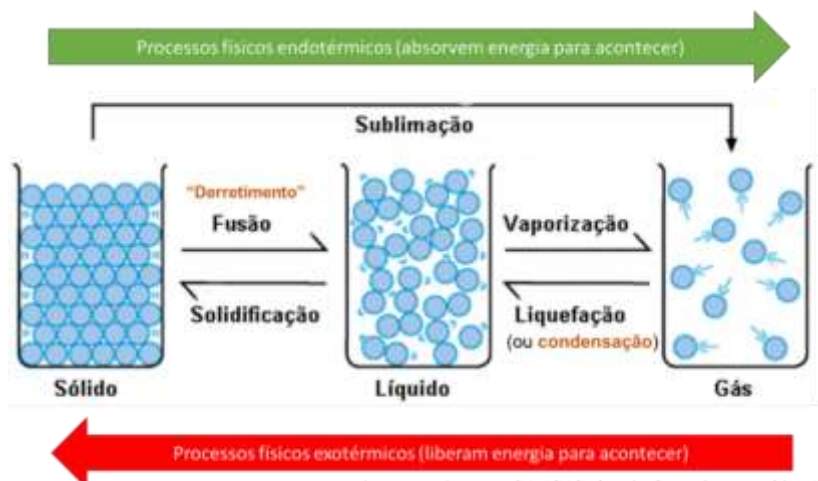 Processos físicos endotérmicos (absorvem energia para acontecer)
Sublimação
"Derretimento"
Fusão
Vaporização
Solidificação
Liquefação
(ou condensação)
Sólido
Líquido
Gás
Processos físicos exotérmicos (liberam energia para acontecer)